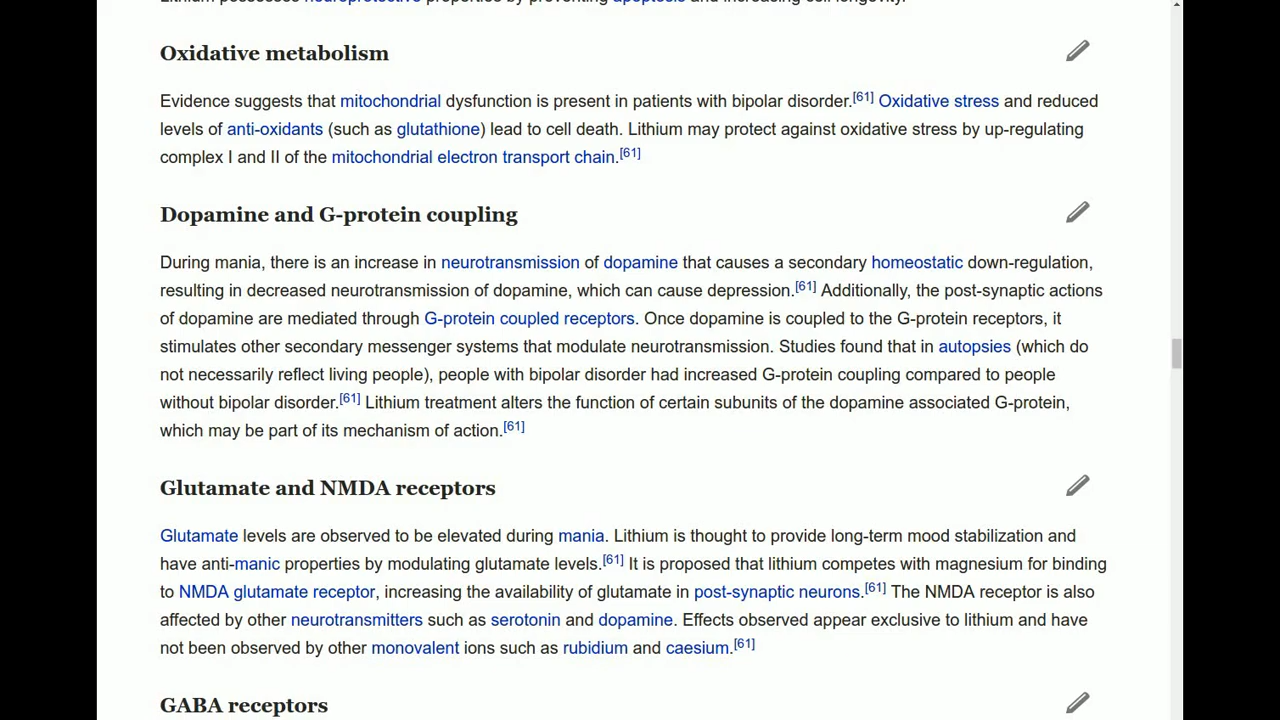 Lithium possesses neuroprotective properties by preventing apoptosis and increasing cell longevity.
Oxidative metabolism
Evidence suggests that mitochondrial dysfunction is present in patients with bipolar disorder.[61] Oxidative stress and reduced
levels of anti-oxidants (such as glutathione) lead to cell death. Lithium may protect against oxidative stress by up-regulating
complex I and II of the mitochondrial electron transport chain.[61]
Dopamine and G-protein coupling
During mania, there is an increase in neurotransmission of dopamine that causes a secondary homeostatic down-regulation,
resulting in decreased neurotransmission of dopamine, which can cause depression.[61] Additionally, the post-synaptic actions
of dopamine are mediated through G-protein coupled receptors. Once dopamine is coupled to the G-protein receptors, it
stimulates other secondary messenger systems that modulate neurotransmission. Studies found that in autopsies (which do
not necessarily reflect living people), people with bipolar disorder had increased G-protein coupling compared to people
without bipolar disorder.[61] Lithium treatment alters the function of certain subunits of the dopamine associated G-protein,
which may be part of its mechanism of action.[61]
Glutamate and NMDA receptors
Glutamate levels are observed to be elevated during mania. Lithium is thought to provide long-term mood stabilization and
have anti-manic properties by modulating glutamate levels.[61] It is proposed that lithium competes with magnesium for binding
to NMDA glutamate receptor, increasing the availability of glutamate in post-synaptic neurons.[61] The NMDA receptor is also
affected by other neurotransmitters such as serotonin and dopamine. Effects observed appear exclusive to lithium and have
not been observed by other monovalent ions such as rubidium and caesium.[61]
GABA receptors